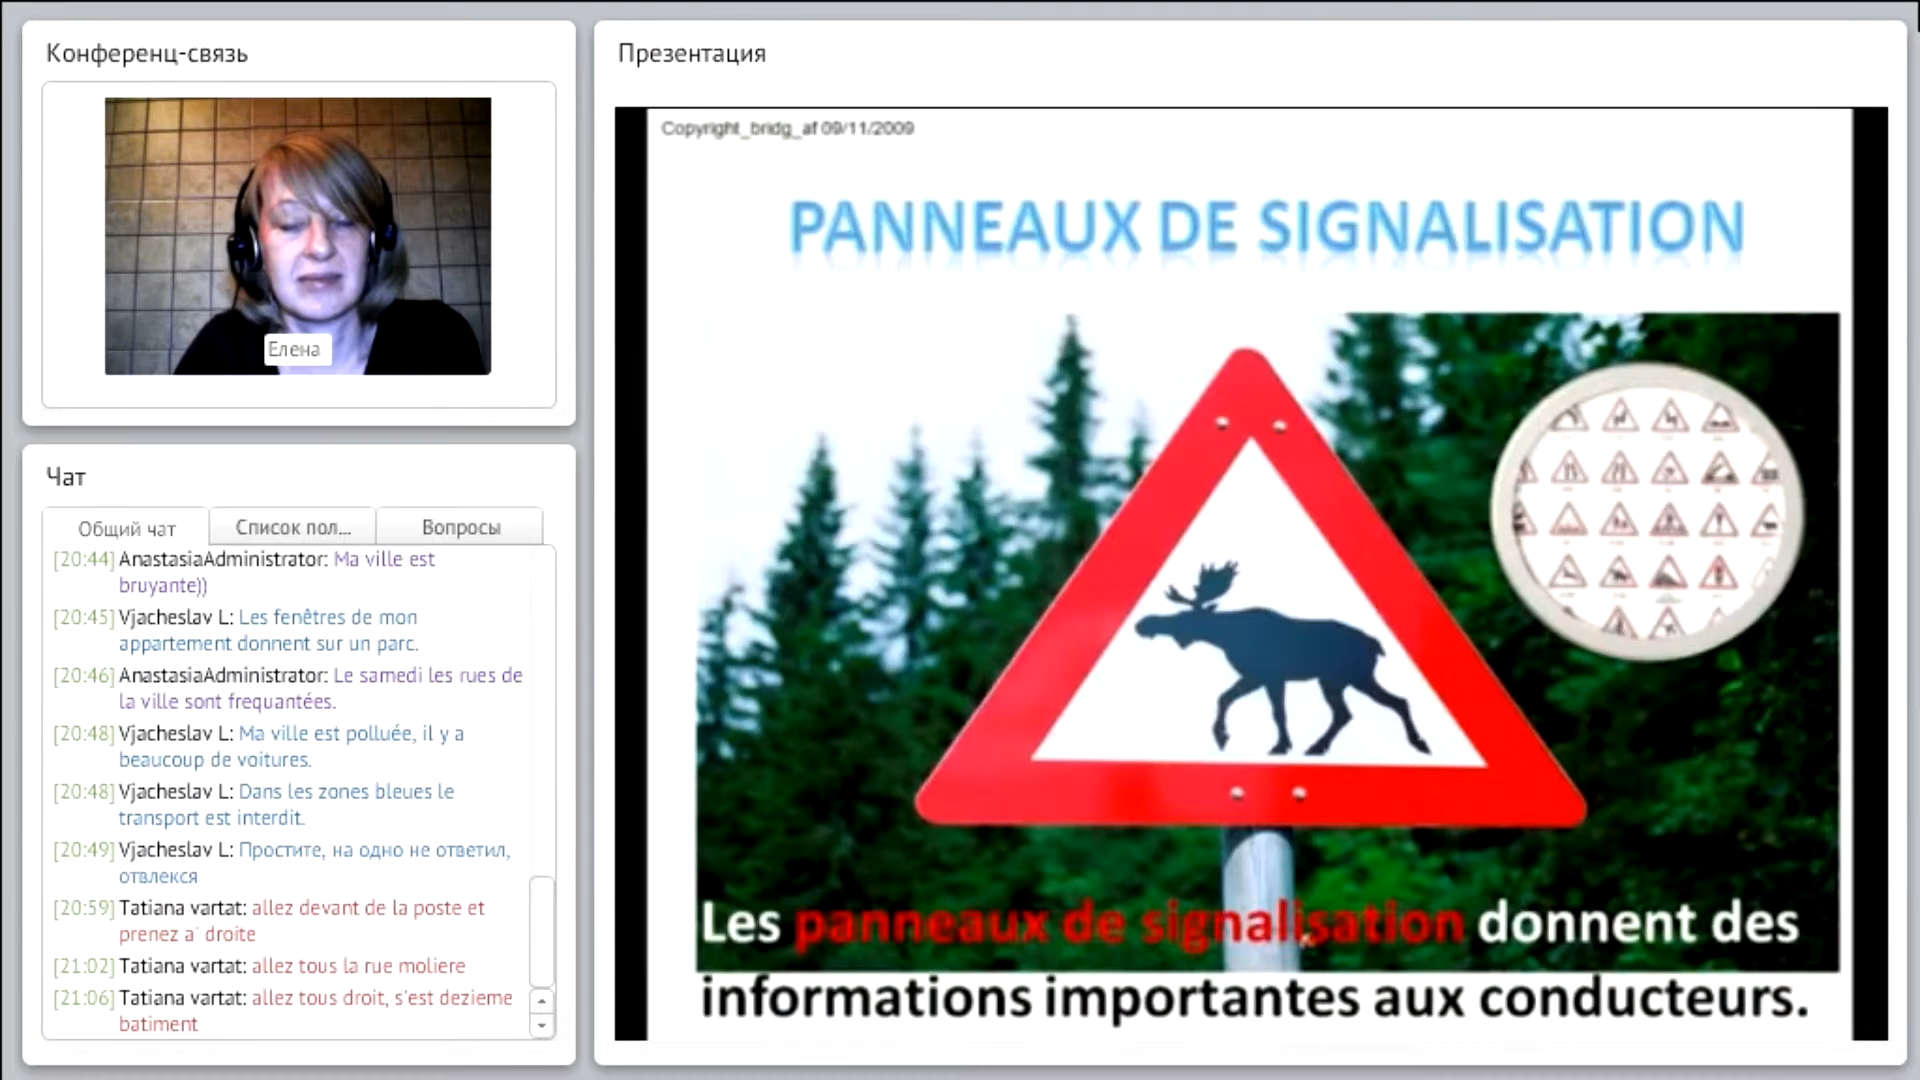 Конференц-связь
Елена
Чат
Общий чат
Список пол...
Вопросы
[20:44] AnastasiaAdministrator: Ma ville est
bruyante))
[20:45] Vjacheslav L: Les fenêtres de mon
appartement donnent sur un parc.
[20:46] AnastasiaAdministrator: Le samedi les rues de
la ville sont frequantées.
[20:48] Vjacheslav L: Ma ville est polluée, il y a
beaucoup de voitures.
[20:48] Vjacheslav L: Dans les zones bleues le
transport est interdit.
[20:49] Vjacheslav L: Простите, на одно не ответил,
отвлекся
[20:59] Tatiana vartat: allez devant de la poste et
prenez a' droite
[21:02] Tatiana vartat: allez tous la rue moliere
[21:06] Tatiana vartat: allez tous droit, s'est dezieme
batiment
Презентация
Copyright_bridg_af 09/11/2009
PANNEAUX DE SIGNALISATION
Les panneaux de signalisation donnent des
informations importantes aux conducteurs.